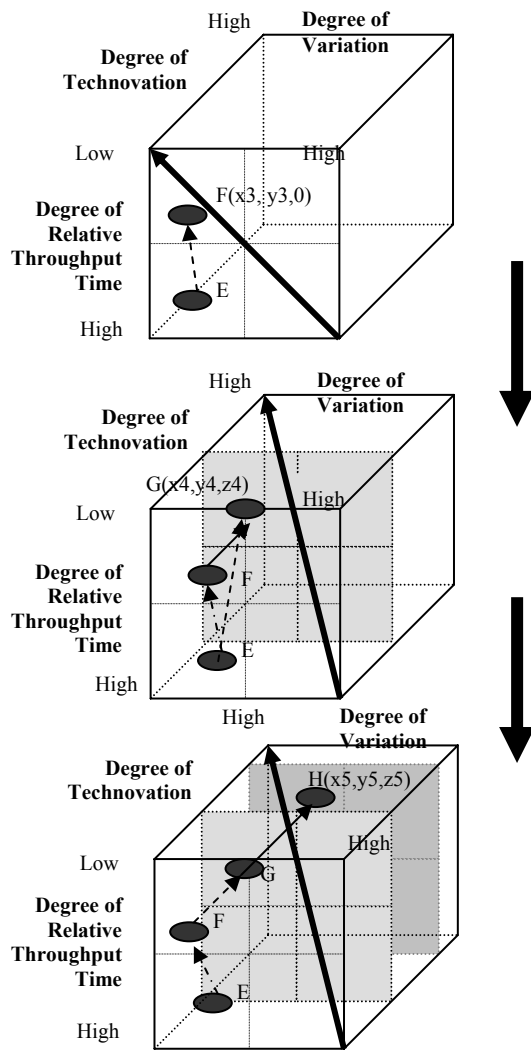 High
Degree of
Variation
Degree of
Technovation
Low
High
F(x3, y3,0)
Degree of
Relative
Throughput
Time
E
High
High
Degree of
Variation
Degree of
Technovation
G(x4,y4,z4)
High
Low
Degree of
Relative
Throughput
Time
F
E
High
High
Degree of
Variation
Degree of
Technovation
H(x5,y5,z5)
High
Low
G
Degree of
Relative
Throughput
Time
F
E
High